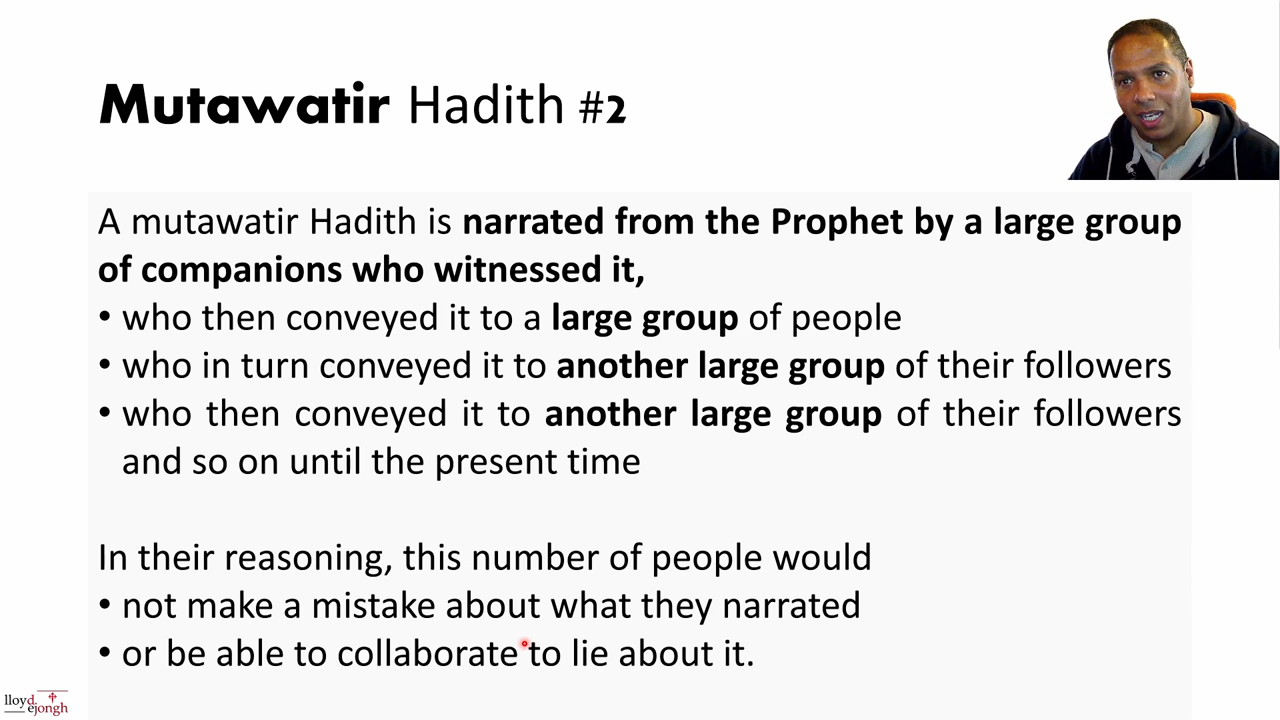 Mutawatir Hadith #2
A mutawatir Hadith is narrated from the Prophet by a large group
of companions who witnessed it,
• who then conveyed it to a large group of people
• who in turn conveyed it to another large group of their followers
• who then conveyed it to another large group of their followers
and so on until the present time
In their reasoning, this number of people would
• not make a mistake about what they narrated
• or be able to collaborate to lie about it.
lloyd
ejongh